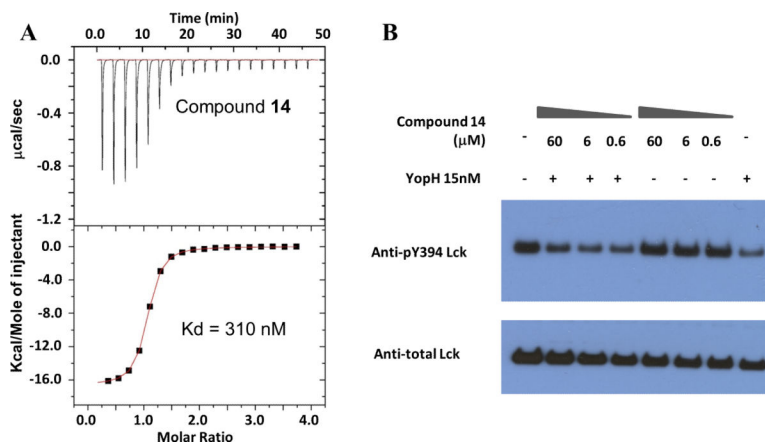 A
Time (min)
0.0 10 20 30 40 50
0.0
-0.4
-0.8
-1.2
μcal/sec
Compound 14
0.0
-4.0
-8.0
-12.0
-16.0
Kcal/Mole of injectant
Kd = 310 nM
0.0 1.0 2.0 3.0 4.0
Molar Ratio
B
Compound 14
(μM)
- 60 6 0.6 60 6 0.6 -
YopH 15nM - + + + - - - +
Anti-pY394 Lck
Anti-total Lck